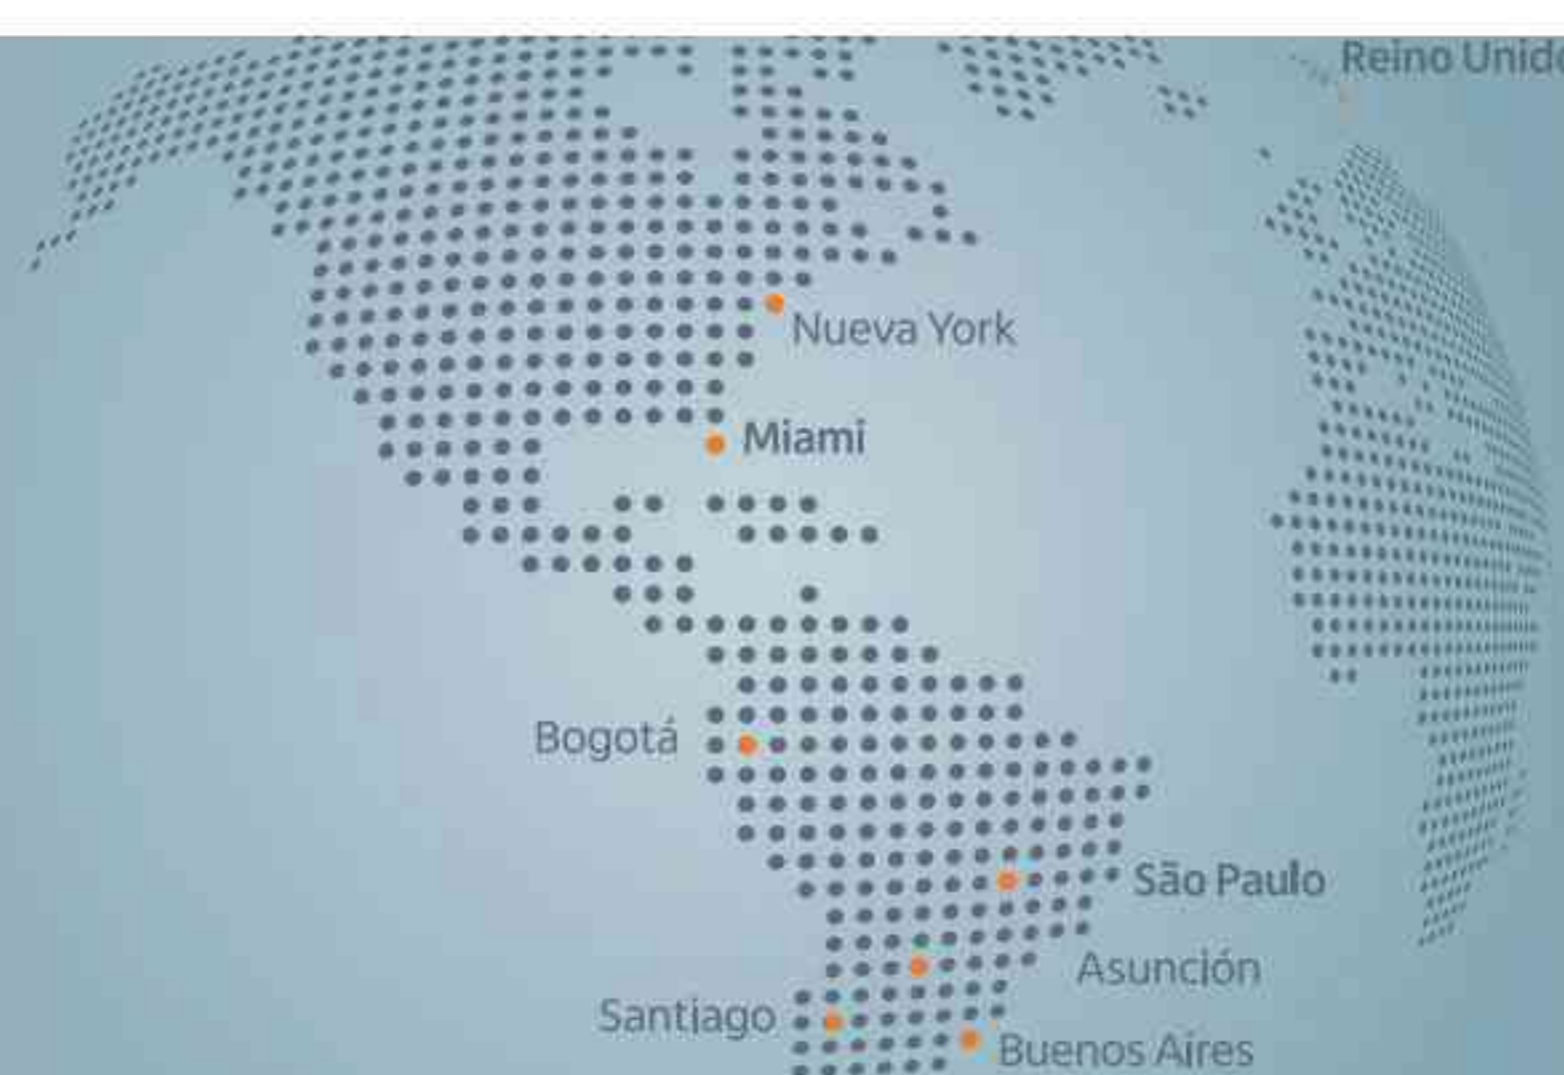 Reino Unido
Nueva York
Miami
Bogotá
São Paulo
Asunción
Santiago
Buenos Aires